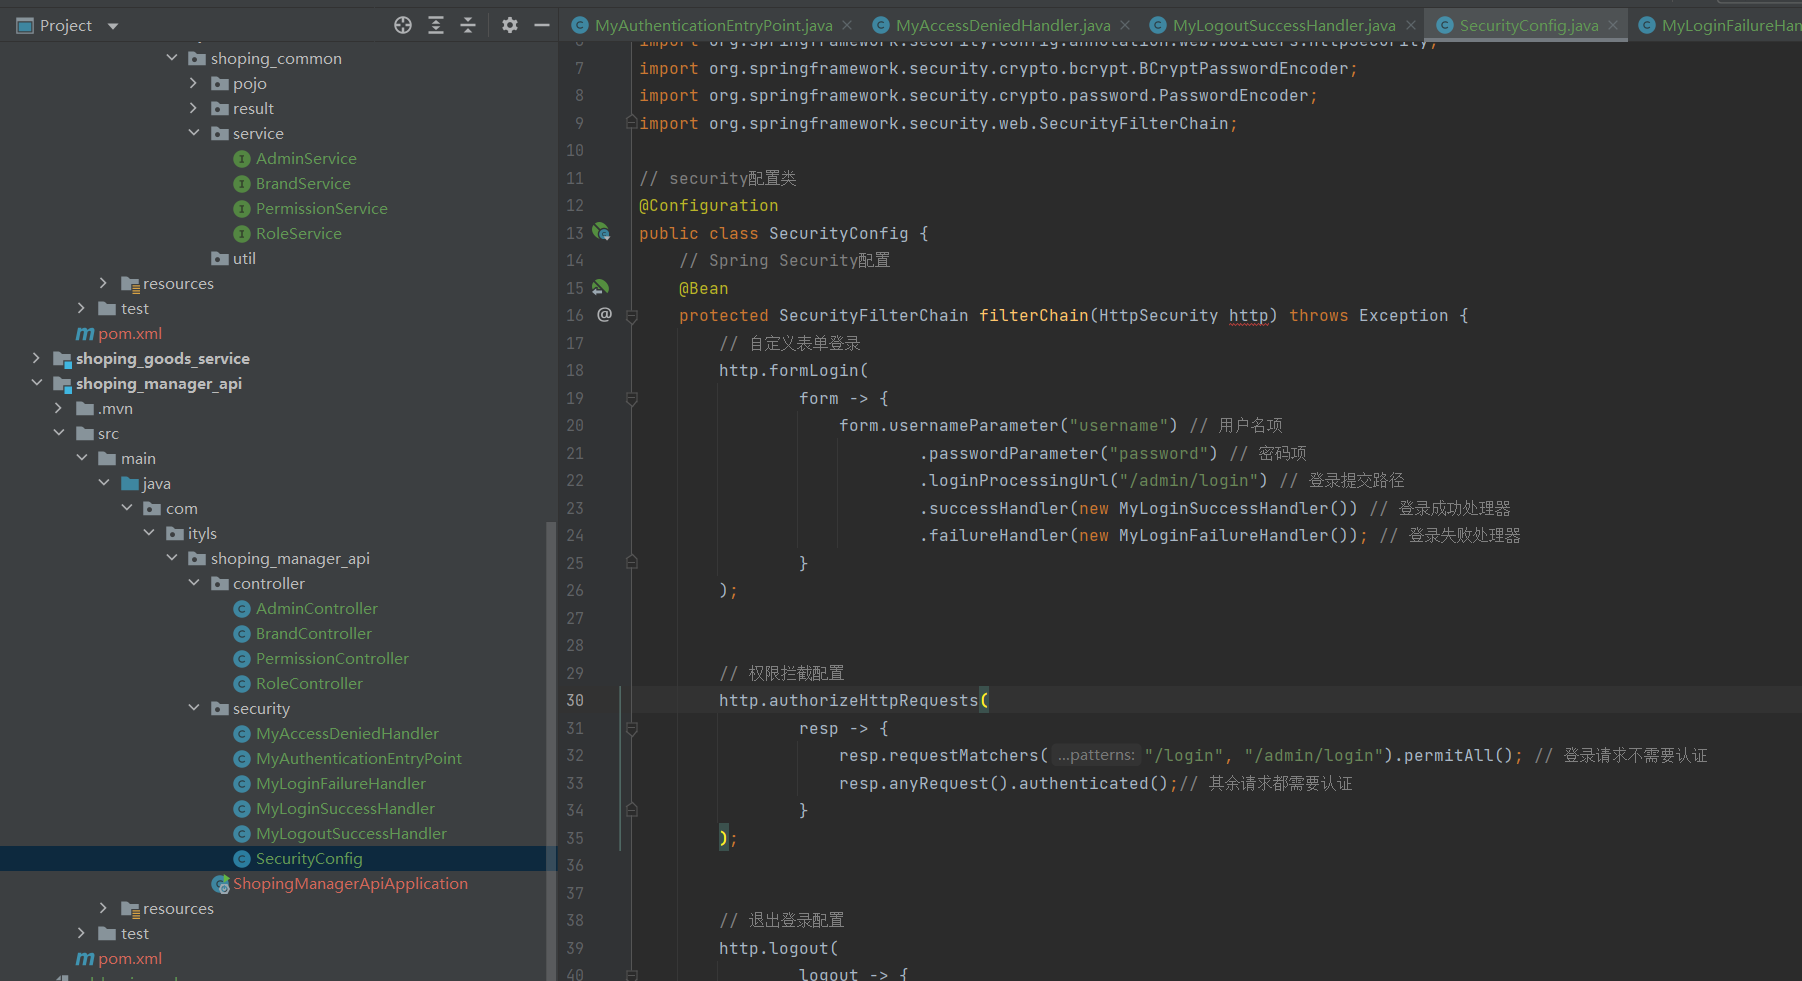 Project
shoping_common
pojo
result
service
AdminService
BrandService
PermissionService
RoleService
util
resources
test
pom.xml
shoping_goods_service
shoping_manager_api
.mvn
src
main
java
com
ityls
shoping_manager_api
controller
AdminController
BrandController
PermissionController
RoleController
security
MyAccessDeniedHandler
MyAuthenticationEntryPoint
MyLoginFailureHandler
MyLoginSuccessHandler
MyLogoutSuccessHandler
SecurityConfig
ShopingManagerApiApplication
resources
test
pom.xml
MyAuthenticationEntryPoint.java MyAccessDeniedHandler.java MyLogoutSuccessHandler.java SecurityConfig.java MyLoginFailureHan
6 import org.springframework.security.config.annotation.web.builders.HttpSecurity;
7 import org.springframework.security.crypto.bcrypt.BCryptPasswordEncoder;
8 import org.springframework.security.crypto.password.PasswordEncoder;
9 import org.springframework.security.web.SecurityFilterChain;
10
11 // security配置类
12 @Configuration
13 public class SecurityConfig {
14 // Spring Security配置
15 @Bean
16 @ protected SecurityFilterChain filterChain(HttpSecurity http) throws Exception {
17 // 自定义表单登录
18 http.formLogin(
19 form -> {
20 form.usernameParameter("username") // 用户名项
21 .passwordParameter("password") // 密码项
22 .loginProcessingUrl("/admin/login") // 登录提交路径
23 .successHandler(new MyLoginSuccessHandler()) // 登录成功处理器
24 .failureHandler(new MyLoginFailureHandler()); // 登录失败处理器
25 }
26 );
27
28
29 // 权限拦截配置
30 http.authorizeHttpRequests(
31 resp -> {
32 resp.requestMatchers( ...patterns: "/login", "/admin/login").permitAll(); // 登录请求不需要认证
33 resp.anyRequest().authenticated();// 其余请求都需要认证
34 }
35 );
36
37
38 // 退出登录配置
39 http.logout(
40 logout -> {